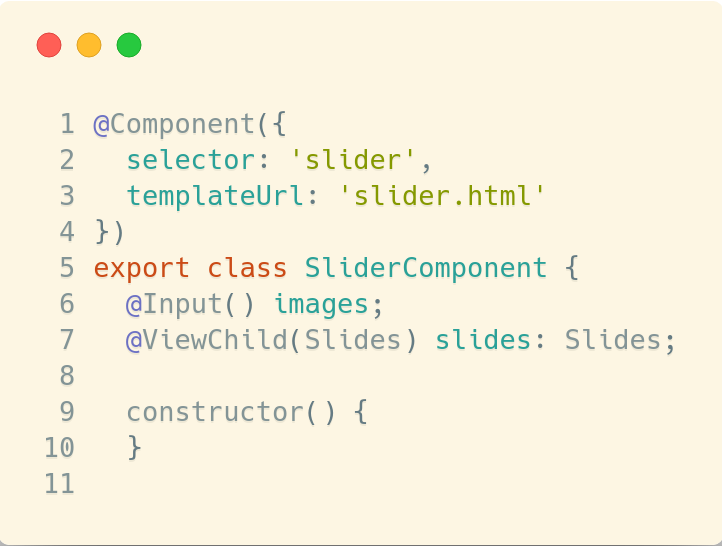 1 @Component({
2   selector: 'slider',
3   templateUrl: 'slider.html'
4 })
5 export class SliderComponent {
6   @Input() images;
7   @ViewChild(Slides) slides: Slides;
8
9   constructor() {
10   }
11